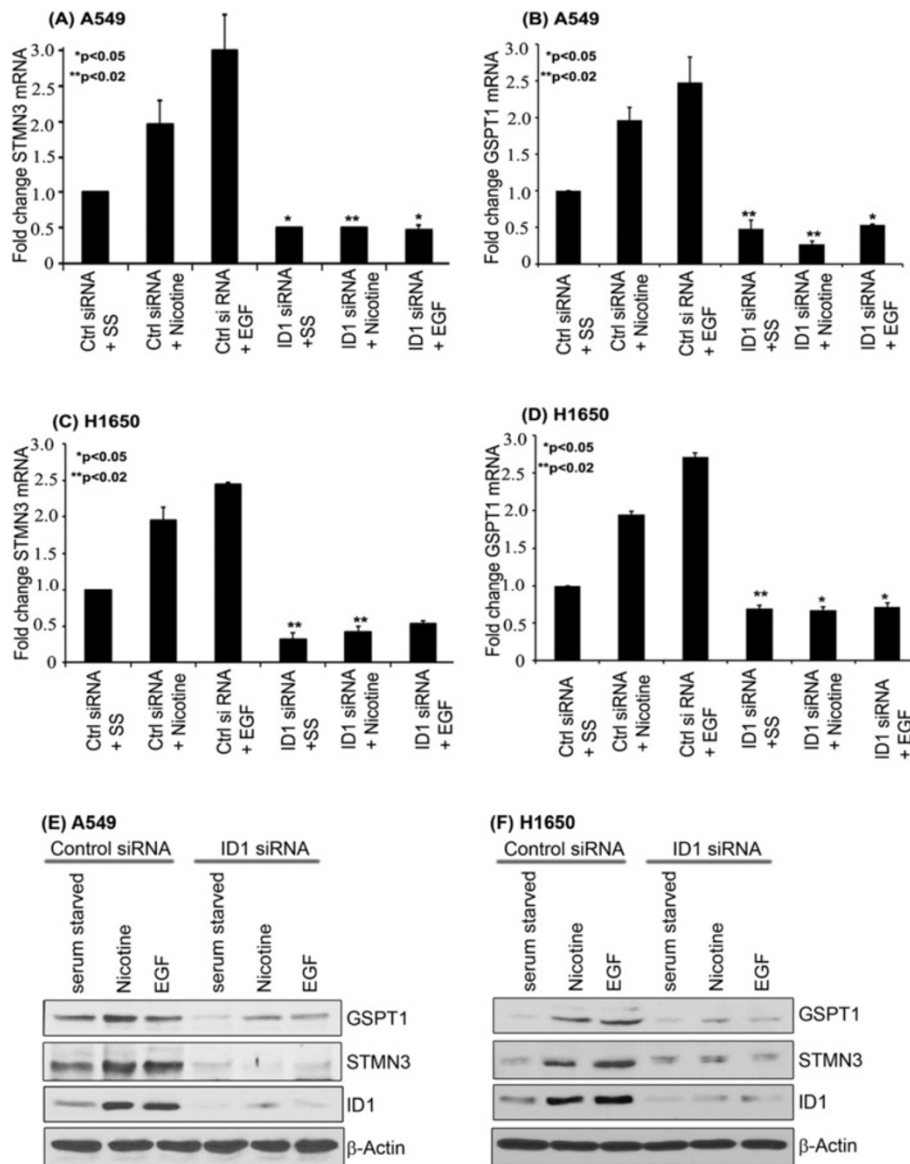 (A) A549
*p<0.05
**p<0.02
Fold change STMN3 mRNA
3.0
2.5
2.0
1.5
1.0
0.5
0
* ** *
Ctrl siRNA
+ SS
Ctrl siRNA
+ Nicotine
Ctrl si RNA
+ EGF
ID1 siRNA
+SS
ID1 siRNA
+ Nicotine
ID1 siRNA
+ EGF
(B) A549
*p<0.05
**p<0.02
Fold change GSPT1 mRNA
3.0
2.5
2.0
1.5
1.0
0.5
0
** ** *
Ctrl siRNA
+ SS
Ctrl siRNA
+ Nicotine
Ctrl si RNA
+ EGF
ID1 siRNA
+SS
ID1 siRNA
+ Nicotine
ID1 siRNA
+ EGF
(C) H1650
*p<0.05
**p<0.02
Fold change STMN3 mRNA
3.0
2.5
2.0
1.5
1.0
0.5
0
** **
Ctrl siRNA
+ SS
Ctrl siRNA
+ Nicotine
Ctrl si RNA
+ EGF
ID1 siRNA
+SS
ID1 siRNA
+ Nicotine
ID1 siRNA
+ EGF
(D) H1650
*p<0.05
**p<0.02
Fold change GSPT1 mRNA
3.0
2.5
2.0
1.5
1.0
0.5
0
** * *
Ctrl siRNA
+ SS
Ctrl siRNA
+ Nicotine
Ctrl si RNA
+ EGF
ID1 siRNA
+SS
ID1 siRNA
+ Nicotine
ID1 siRNA
+ EGF
(E) A549
Control siRNA ID1 siRNA
serum starved
Nicotine
EGF
serum starved
Nicotine
EGF
GSPT1
STMN3
ID1
β-Actin
(F) H1650
Control siRNA ID1 siRNA
serum starved
Nicotine
EGF
serum starved
Nicotine
EGF
GSPT1
STMN3
ID1
β-Actin